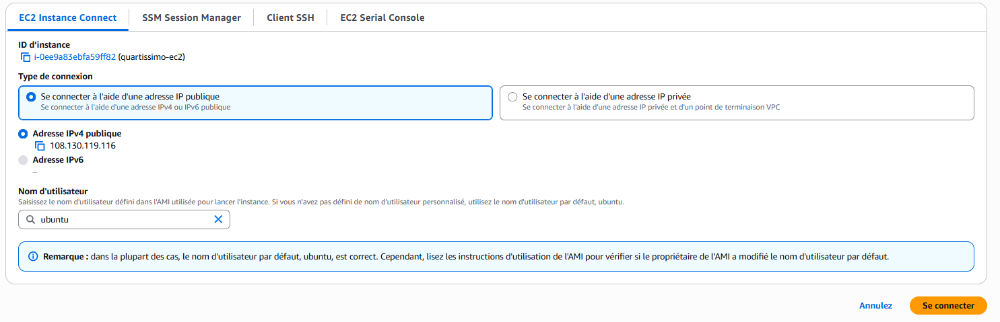 EC2 Instance Connect
SSM Session Manager
Client SSH
EC2 Serial Console
ID d’instance
i-0ee9a83ebfa59ff82 (quartissimo-ec2)
Type de connexion
Se connecter à l'aide d'une adresse IP publique
Se connecter à l'aide d'une adresse IPv4 ou IPv6 publique
Se connecter à l'aide d'une adresse IP privée
Se connecter à l'aide d'une adresse IP privée et d'un point de terminaison VPC
Adresse IPv4 publique
108.130.119.116
Adresse IPv6
–
Nom d'utilisateur
Saisissez le nom d'utilisateur défini dans l'AMI utilisée pour lancer l'instance. Si vous n'avez pas défini de nom d'utilisateur personnalisé, utilisez le nom d'utilisateur par défaut, ubuntu.
ubuntu
Remarque : dans la plupart des cas, le nom d'utilisateur par défaut, ubuntu, est correct. Cependant, lisez les instructions d'utilisation de l'AMI pour vérifier si le propriétaire de l’AMI a modifié le nom d'utilisateur par défaut.
Annulez
Se connecter